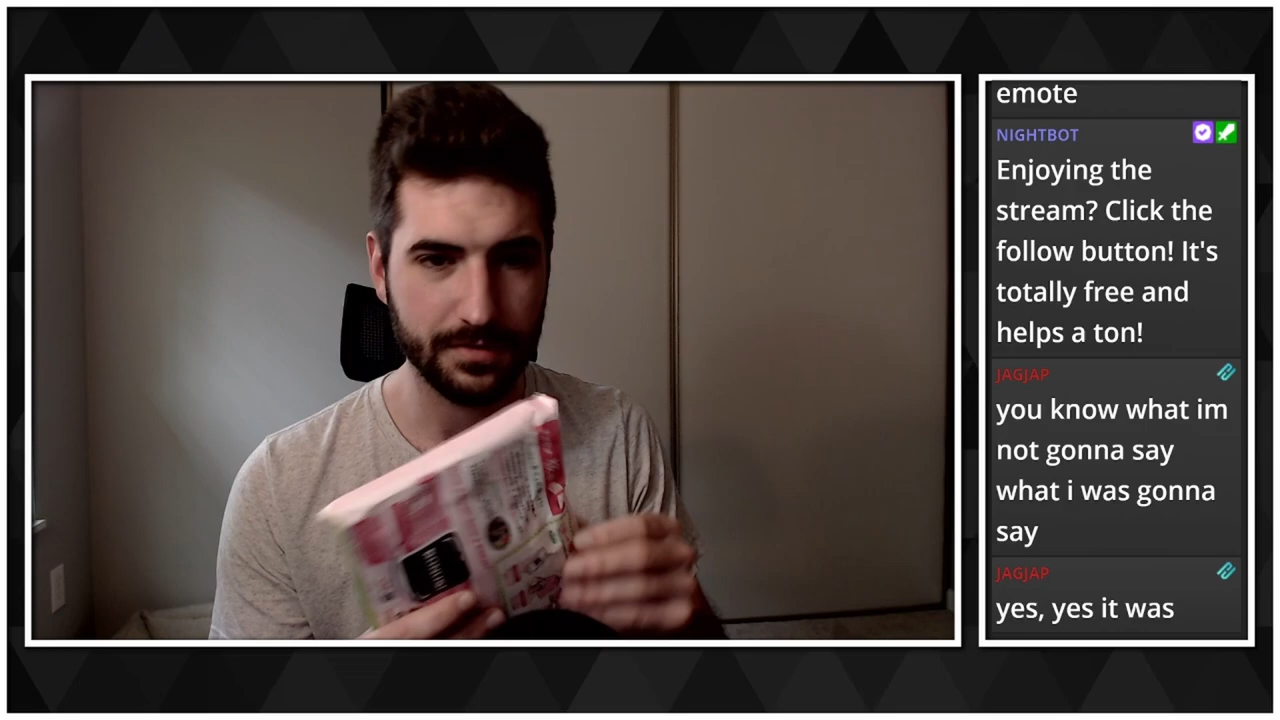 emote
NIGHTBOT
Enjoying the
stream? Click the
follow button! It's
totally free and
helps a ton!
JAGJAP
you know what im
not gonna say
what i was gonna
say
JAGJAP
yes, yes it was